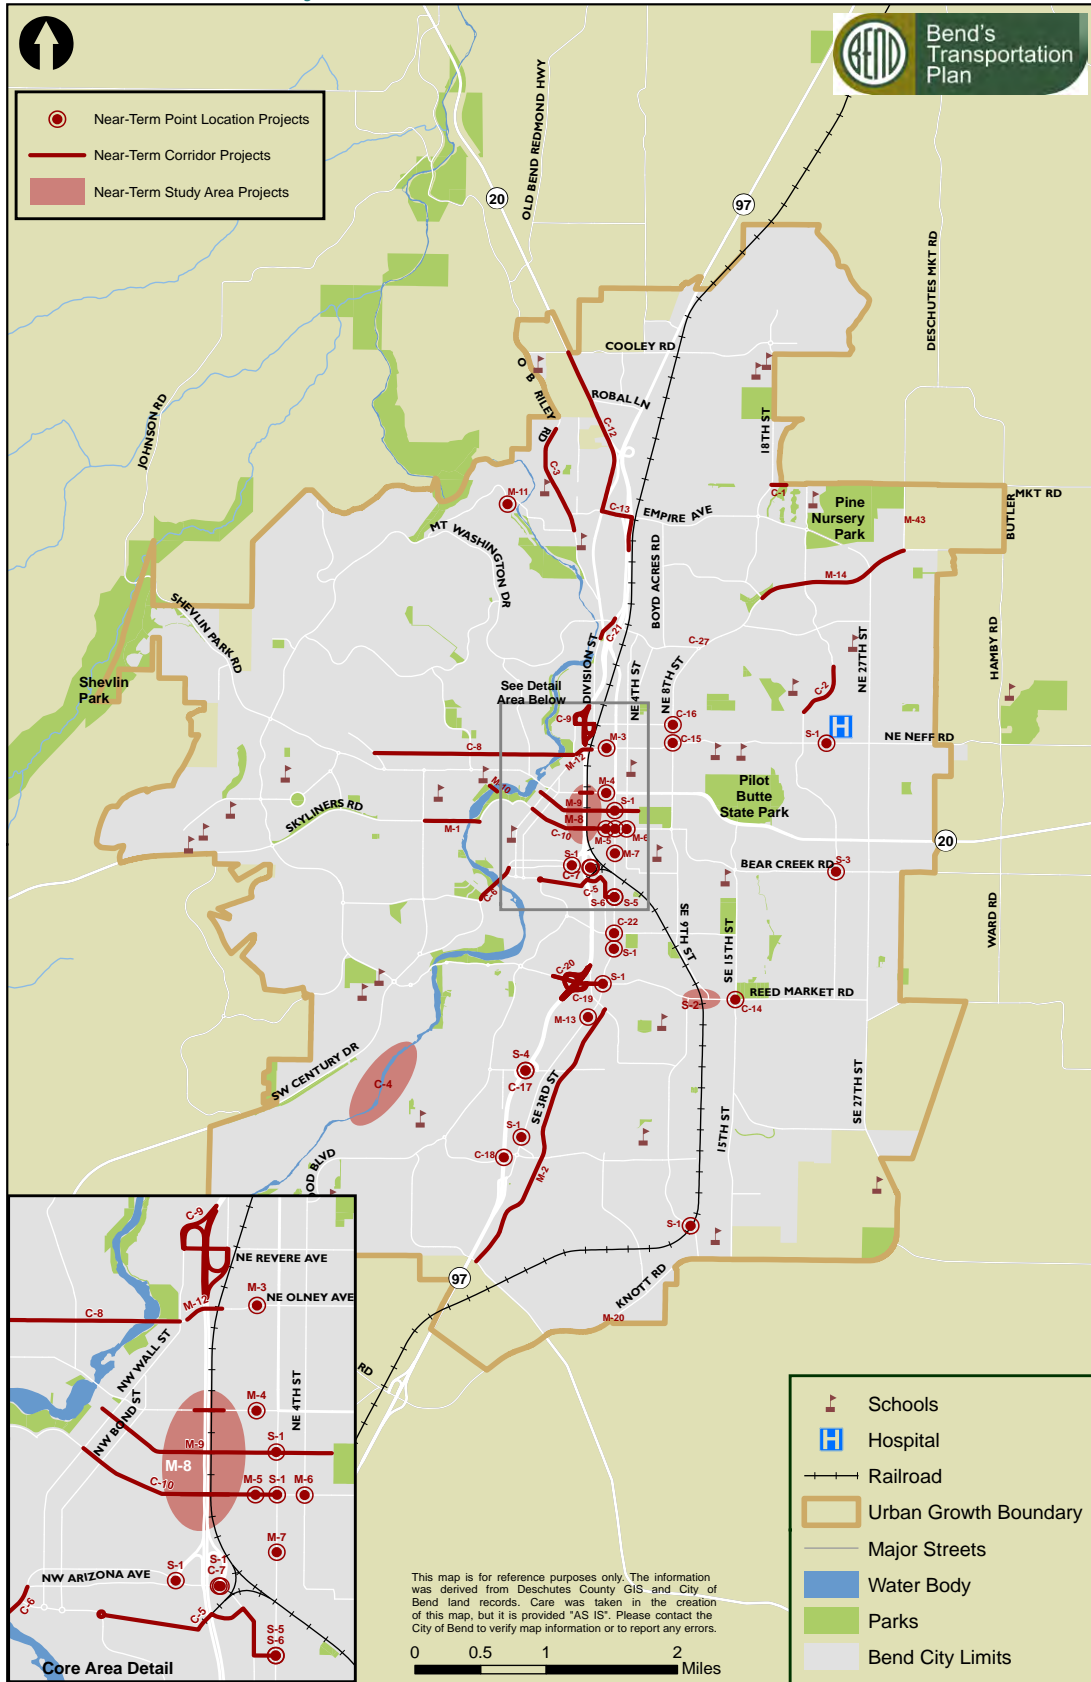 BEND
Bend's
Transportation
Plan
Near-Term Point Location Projects
Near-Term Corridor Projects
Near-Term Study Area Projects
OLD BEND REDMOND HWY
20
97
DESCHUTES MKT RD
COOLEY RD
O B RILEY RD
ROBAL LN
C-12
18TH ST
JOHNSON RD
C-3
M-11
C-1
MKT RD
BUTLER
Pine
Nursery
Park
C-13
EMPIRE AVE
M-43
MT WASHINGTON DR
BOYD ACRES RD
M-14
SHEVLIN PARK RD
C-21
C-27
NE 27TH ST
HAMBY RD
DIVISION ST
NE 4TH ST
NE 8TH ST
Shevlin
Park
See Detail
Area Below
C-2
C-9
C-16
C-15
S-1
H
NE NEFF RD
M-3
C-8
M-12
M-10
M-4
Pilot
Butte
State Park
M-9
S-1
SKYLINERS RD
M-1
M-8
C-10
M-5
M-6
20
M-7
S-1
C-7
BEAR CREEK RD
S-3
C-6
C-5
S-6
S-5
SE 9TH ST
SE 15TH ST
WARD RD
C-22
S-1
C-20
S-1
C-19
S-2
REED MARKET RD
C-14
M-13
SW CENTURY DR
C-4
S-4
C-17
SE 3RD ST
15TH ST
SE 27TH ST
S-1
C-18
M-2
OOD BLVD
S-1
97
KNOTT RD
M-20
RD
C-9
NE REVERE AVE
M-3
NE OLNEY AVE
M-12
C-8
NW WALL ST
NW BOND ST
M-4
NE 4TH ST
M-9
S-1
M-8
C-10
M-5
S-1
M-6
M-7
S-1
S-1
C-7
NW ARIZONA AVE
C-6
C-5
S-5
S-6
Core Area Detail
This map is for reference purposes only. The information
was derived from Deschutes County GIS and City of
Bend land records. Care was taken in the creation
of this map, but it is provided "AS IS". Please contact the
City of Bend to verify map information or to report any errors.
0 0.5 1 2
Miles
Schools
H Hospital
Railroad
Urban Growth Boundary
Major Streets
Water Body
Parks
Bend City Limits